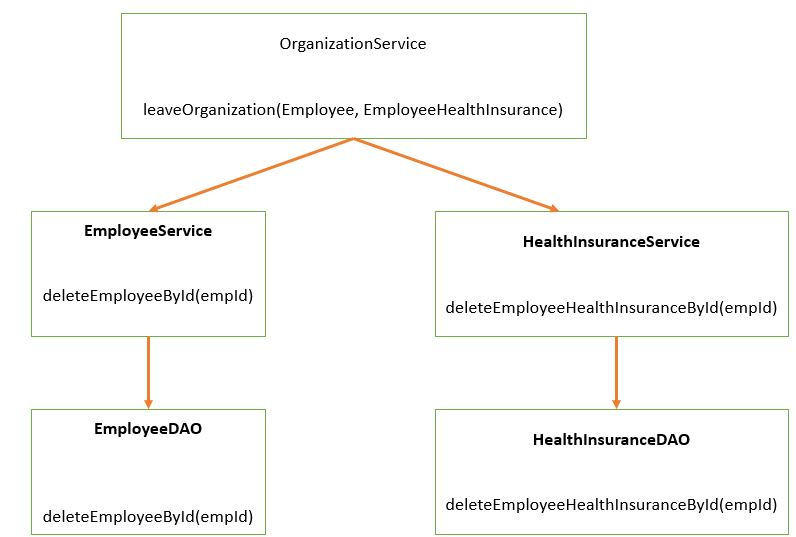 OrganizationService
leaveOrganization(Employee, EmployeeHealthInsurance)
EmployeeService
deleteEmployeeById(empId)
HealthInsuranceService
deleteEmployeeHealthInsuranceById(empId)
EmployeeDAO
deleteEmployeeById(empId)
HealthInsuranceDAO
deleteEmployeeHealthInsuranceById(empId)